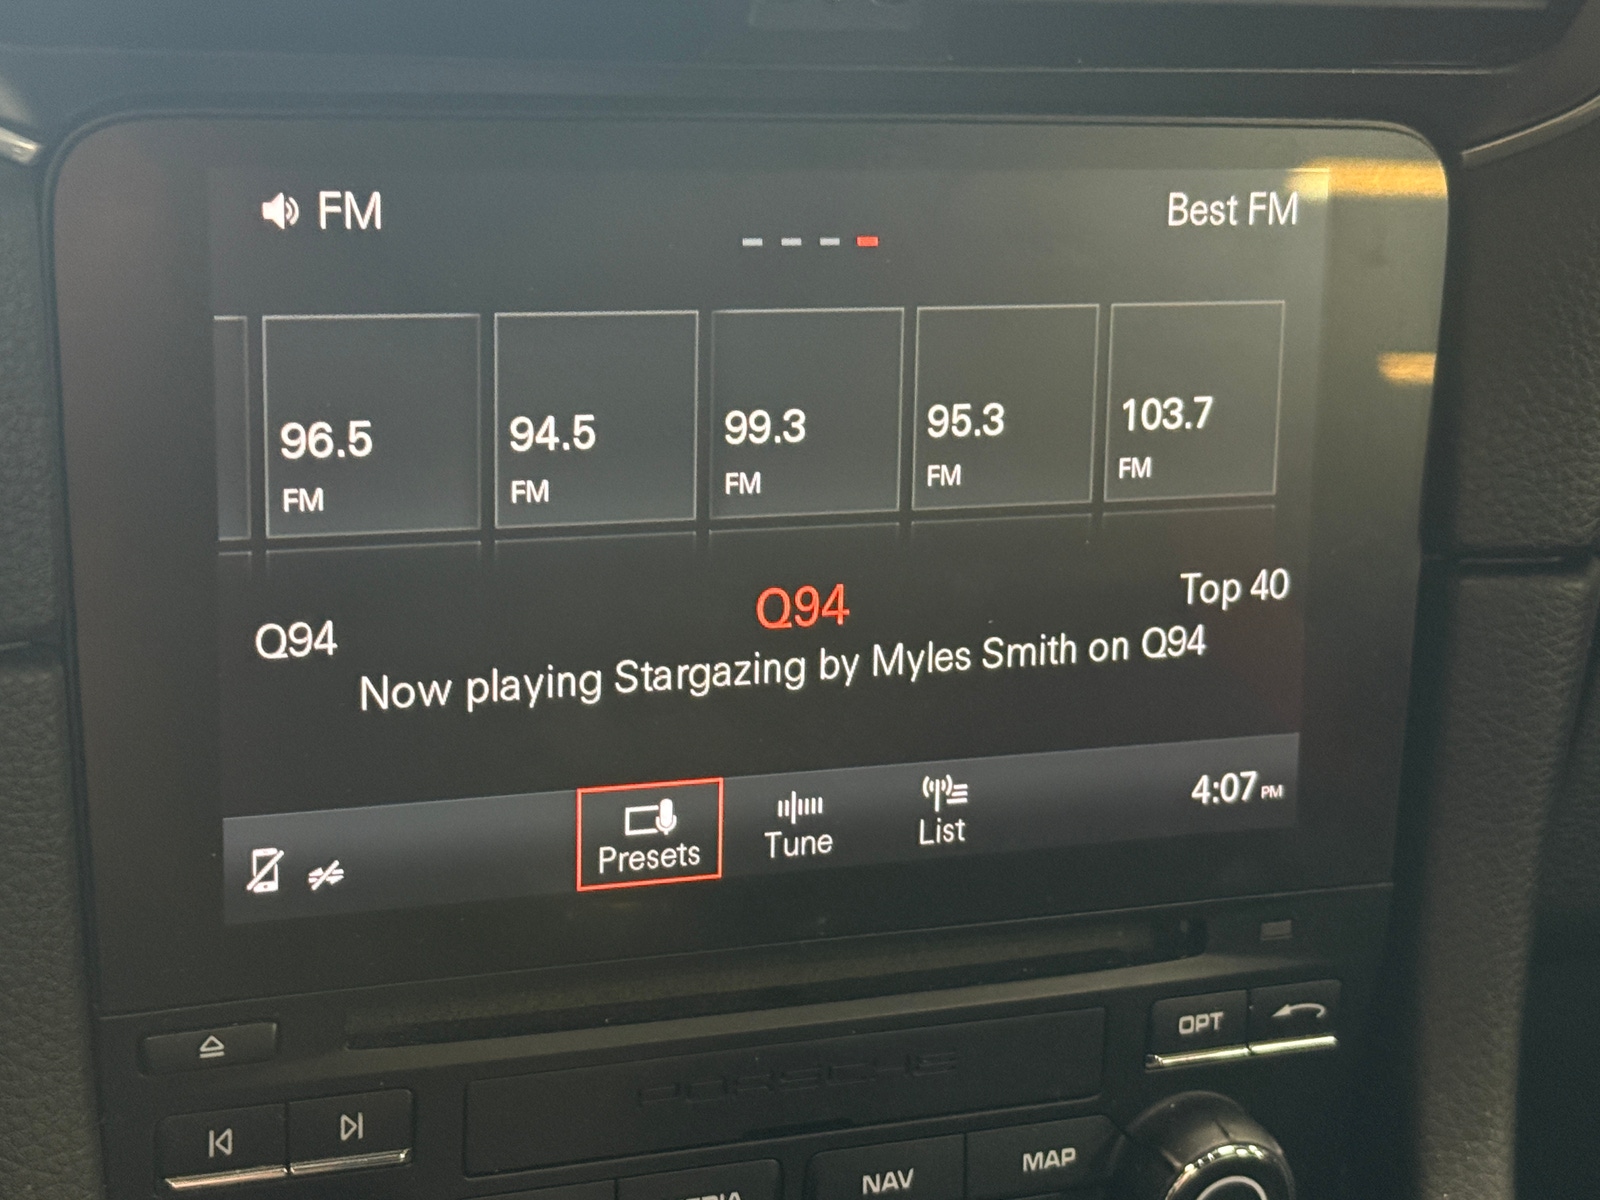 FM
Best FM
96.5
FM
94.5
FM
99.3
FM
95.3
FM
103.7
FM
Q94
Q94
Top 40
Now playing Stargazing by Myles Smith on Q94
Presets
Tune
List
4:07 PM
OPT
PORSCHE
NAV
MAP